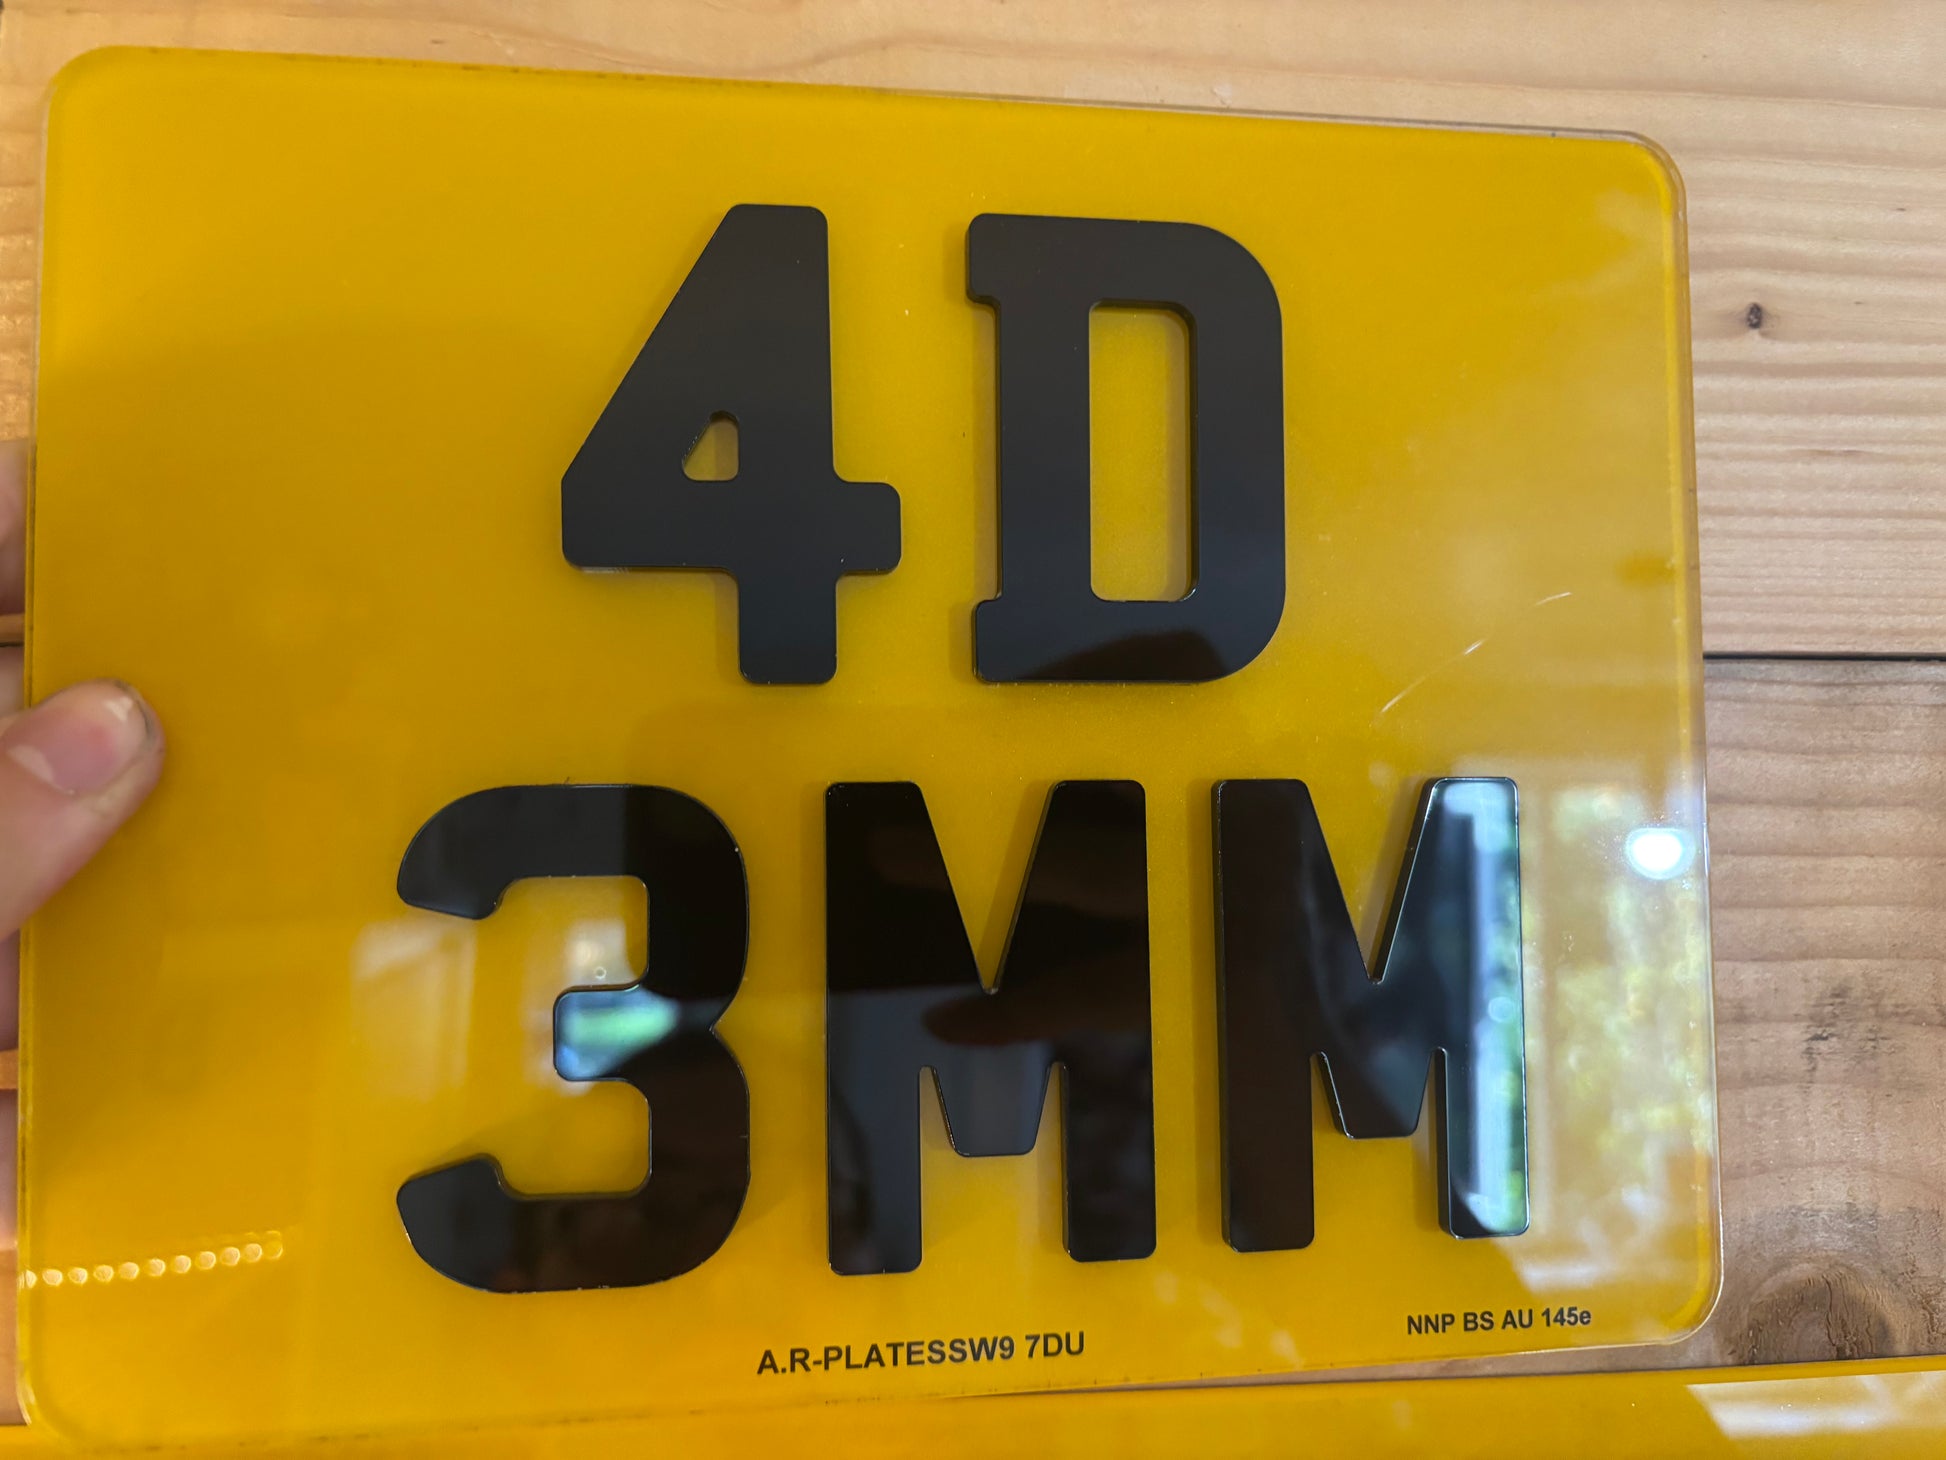 4D
3MM
A.R-PLATESSW9 7DU
NNP BS AU 145e